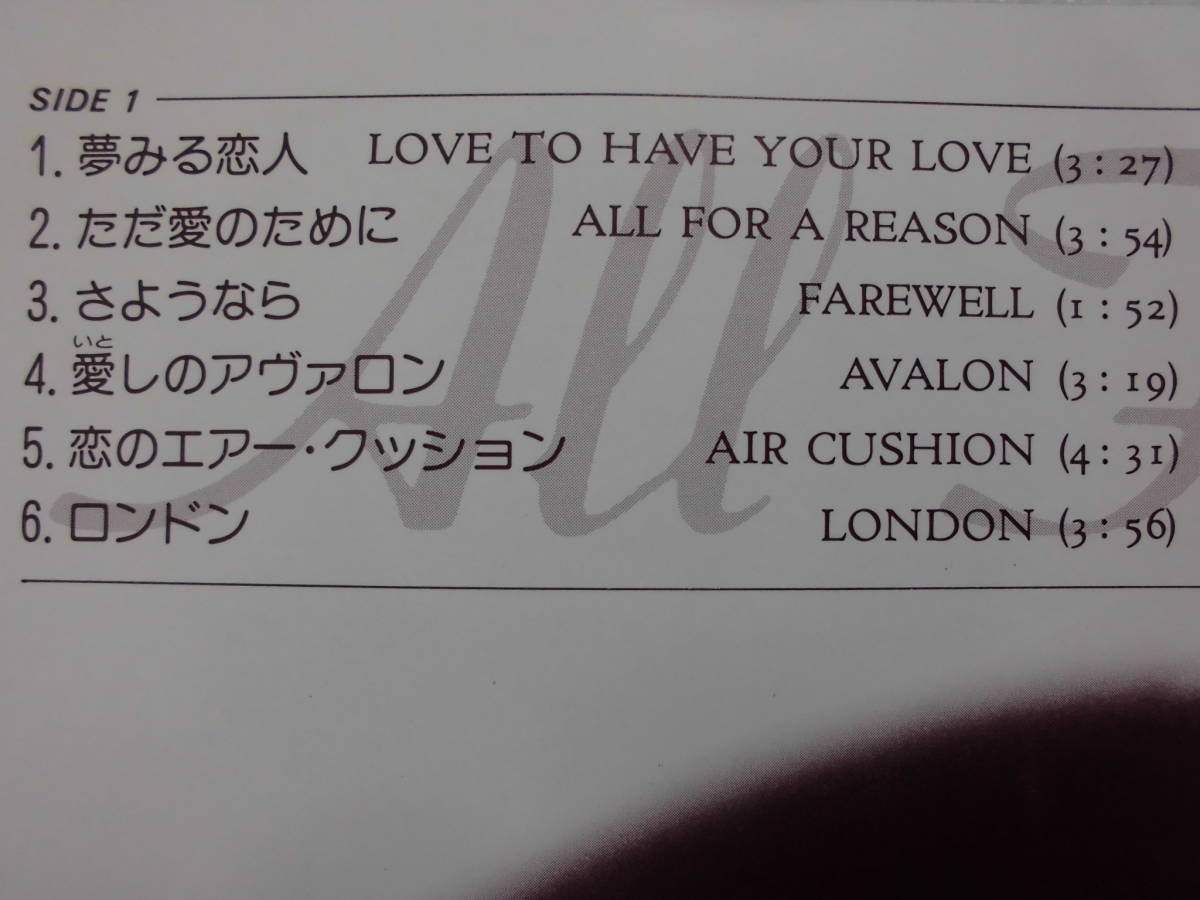 SIDE 1
1. 夢みる恋人 LOVE TO HAVE YOUR LOVE (3 : 27)
2. ただ愛のために ALL FOR A REASON (3 : 54)
3. さようなら FAREWELL (1 : 52)
いと
4. 愛しのアヴァロン AVALON (3 : 19)
5. 恋のエアー・クッション AIR CUSHION (4 : 31)
6. ロンドン LONDON (3 : 56)
All